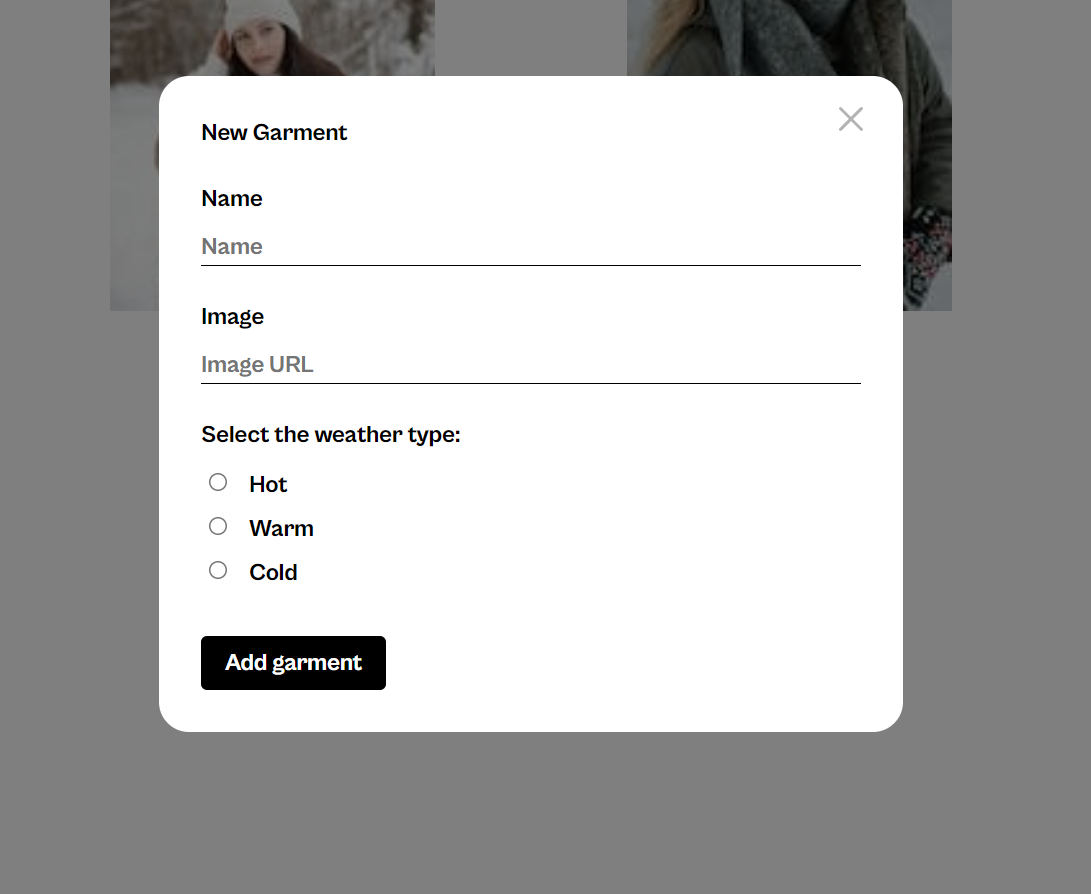 New Garment
Name
Name
Image
Image URL
Select the weather type:
Hot
Warm
Cold
Add garment